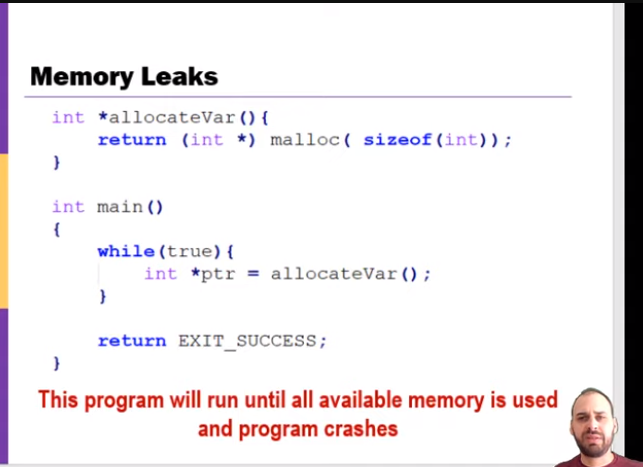 Memory Leaks
int *allocateVar(){
return (int *) malloc( sizeof(int));
}
int main()
{
while(true){
int *ptr = allocateVar();
}
return EXIT_SUCCESS;
}
This program will run until all available memory is used
and program crashes